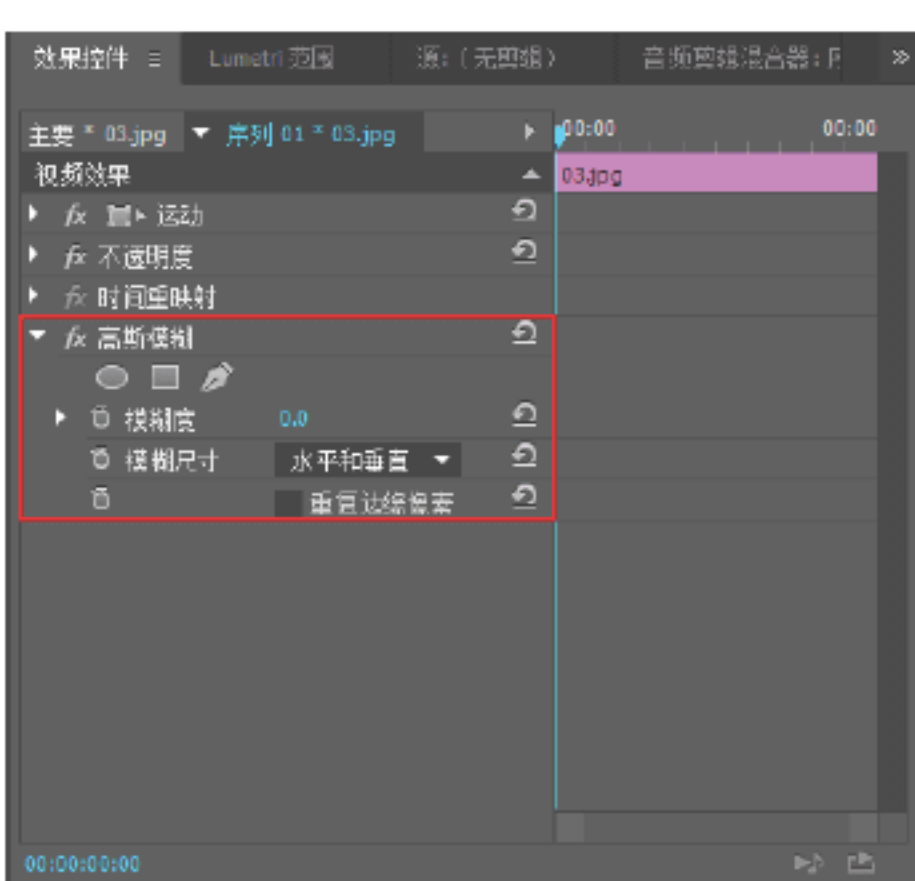 效果控件 ≡ Lumetri 范围 源:（无剪辑） 音频剪辑混合器: »
主要 * 03.jpg 序列 01 * 03.jpg 00:00 00:00
视频效果 03.jpg
fx 运动
fx 不透明度
fx 时间重映射
fx 高斯模糊
模糊度 0.0
模糊尺寸 水平和垂直
重复边缘像素
00:00:00:00